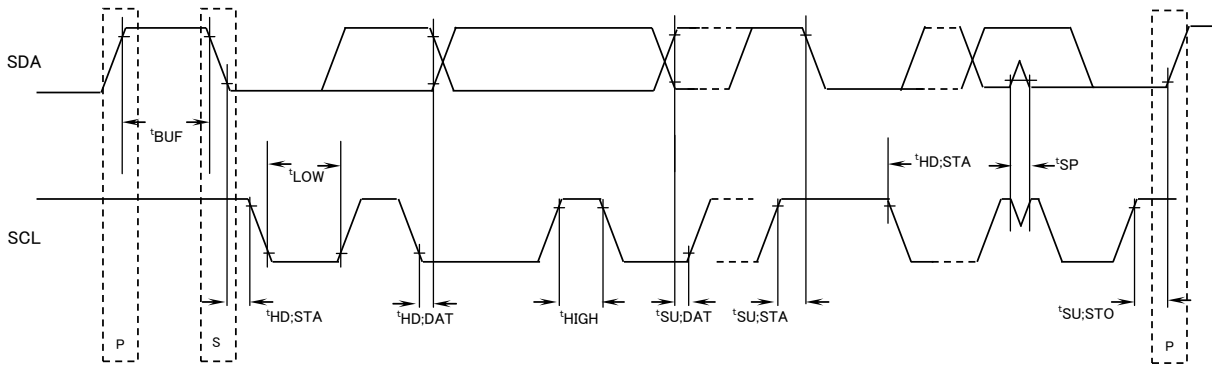 SDA
tBUF
tHD;STA
tSP
tLOW
SCL
tHD;STA
tHD;DAT
tHIGH
tSU;DAT
tSU;STA
tSU;STO
P
S
P